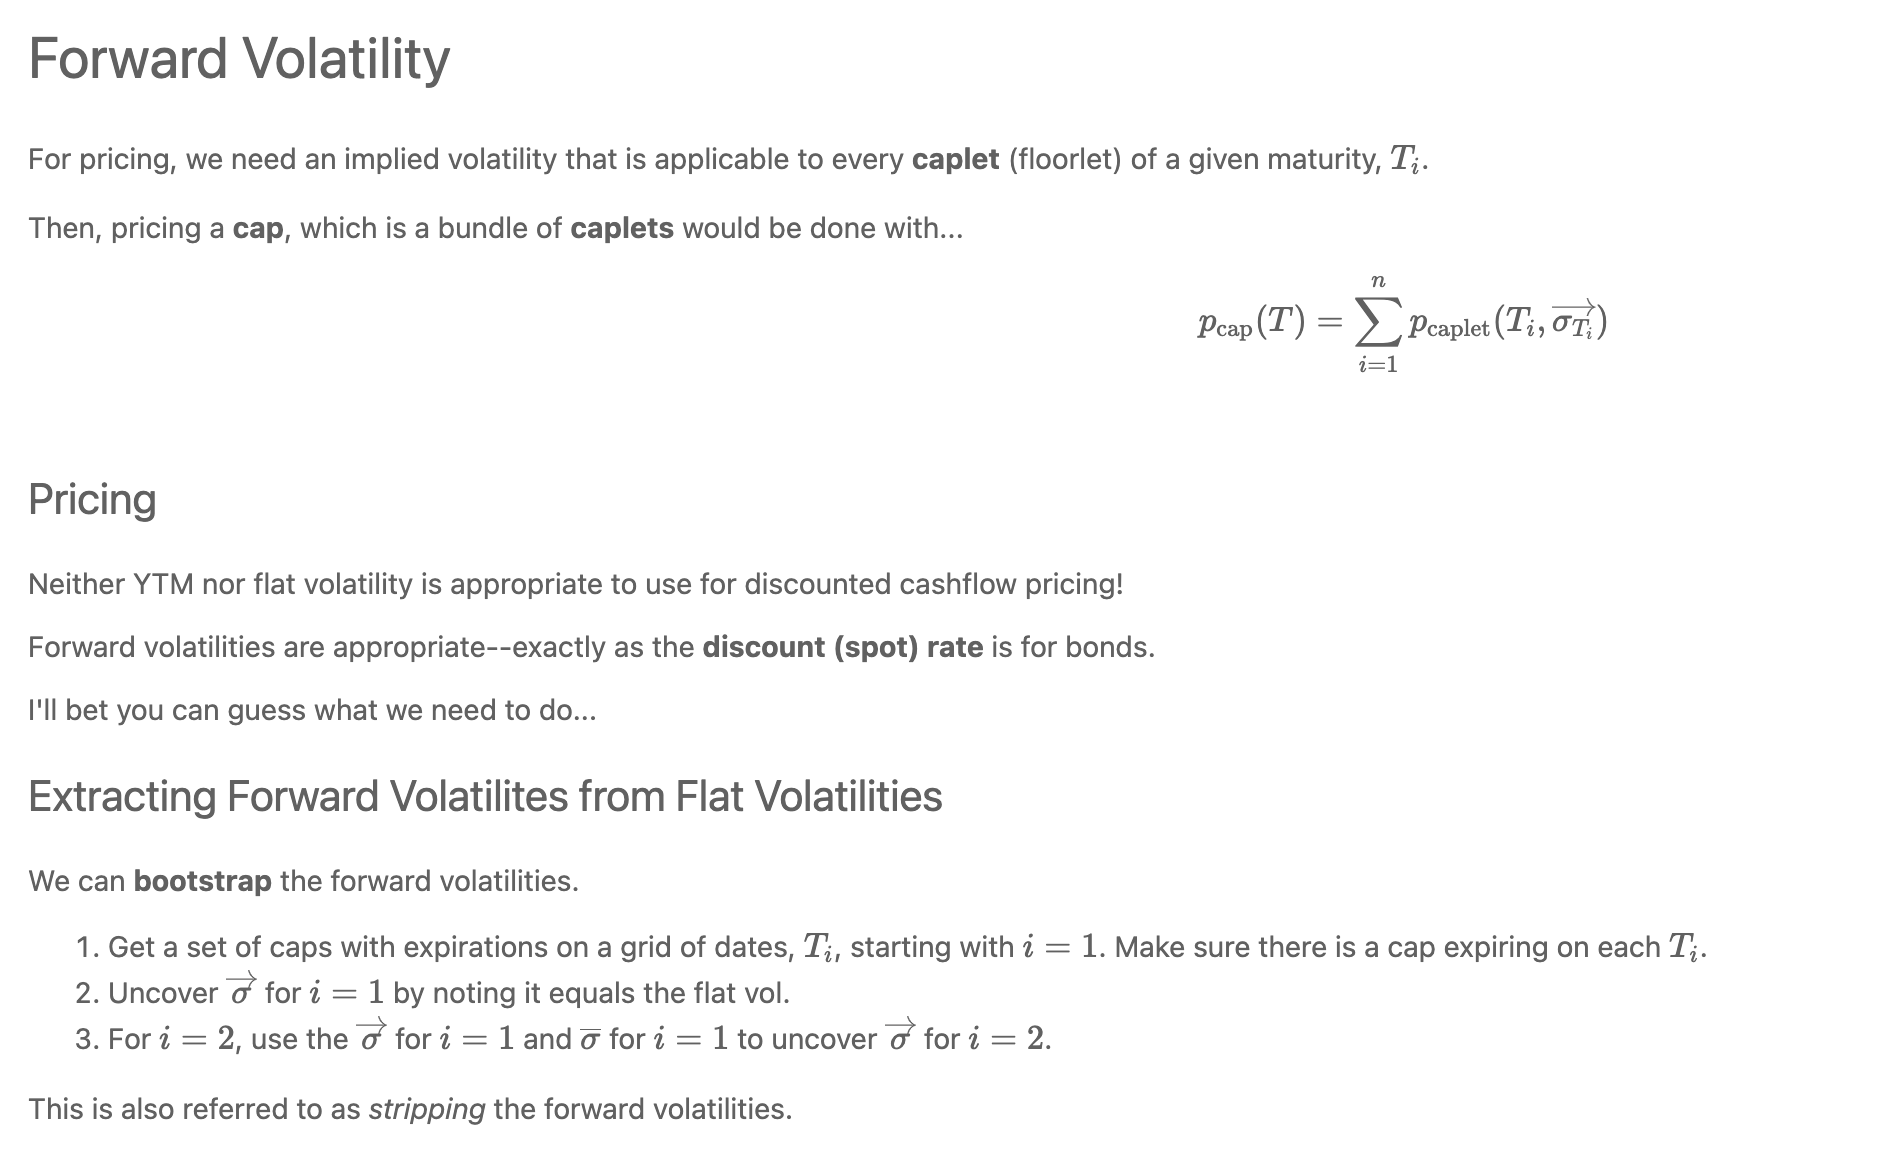 Forward Volatility
For pricing, we need an implied volatility that is applicable to every caplet (floorlet) of a given maturity, $T_i$.
Then, pricing a cap, which is a bundle of caplets would be done with...
$$p_{\text{cap}}(T) = \sum_{i=1}^{n} p_{\text{caplet}}(T_i, \overrightarrow{\sigma_{T_i}})$$
Pricing
Neither YTM nor flat volatility is appropriate to use for discounted cashflow pricing!
Forward volatilities are appropriate--exactly as the discount (spot) rate is for bonds.
I'll bet you can guess what we need to do...
Extracting Forward Volatilites from Flat Volatilities
We can bootstrap the forward volatilities.
1. Get a set of caps with expirations on a grid of dates, $T_i$, starting with $i = 1$. Make sure there is a cap expiring on each $T_i$.
2. Uncover $\overrightarrow{\sigma}$ for $i = 1$ by noting it equals the flat vol.
3. For $i = 2$, use the $\overrightarrow{\sigma}$ for $i = 1$ and $\overline{\sigma}$ for $i = 1$ to uncover $\overrightarrow{\sigma}$ for $i = 2$.
This is also referred to as stripping the forward volatilities.